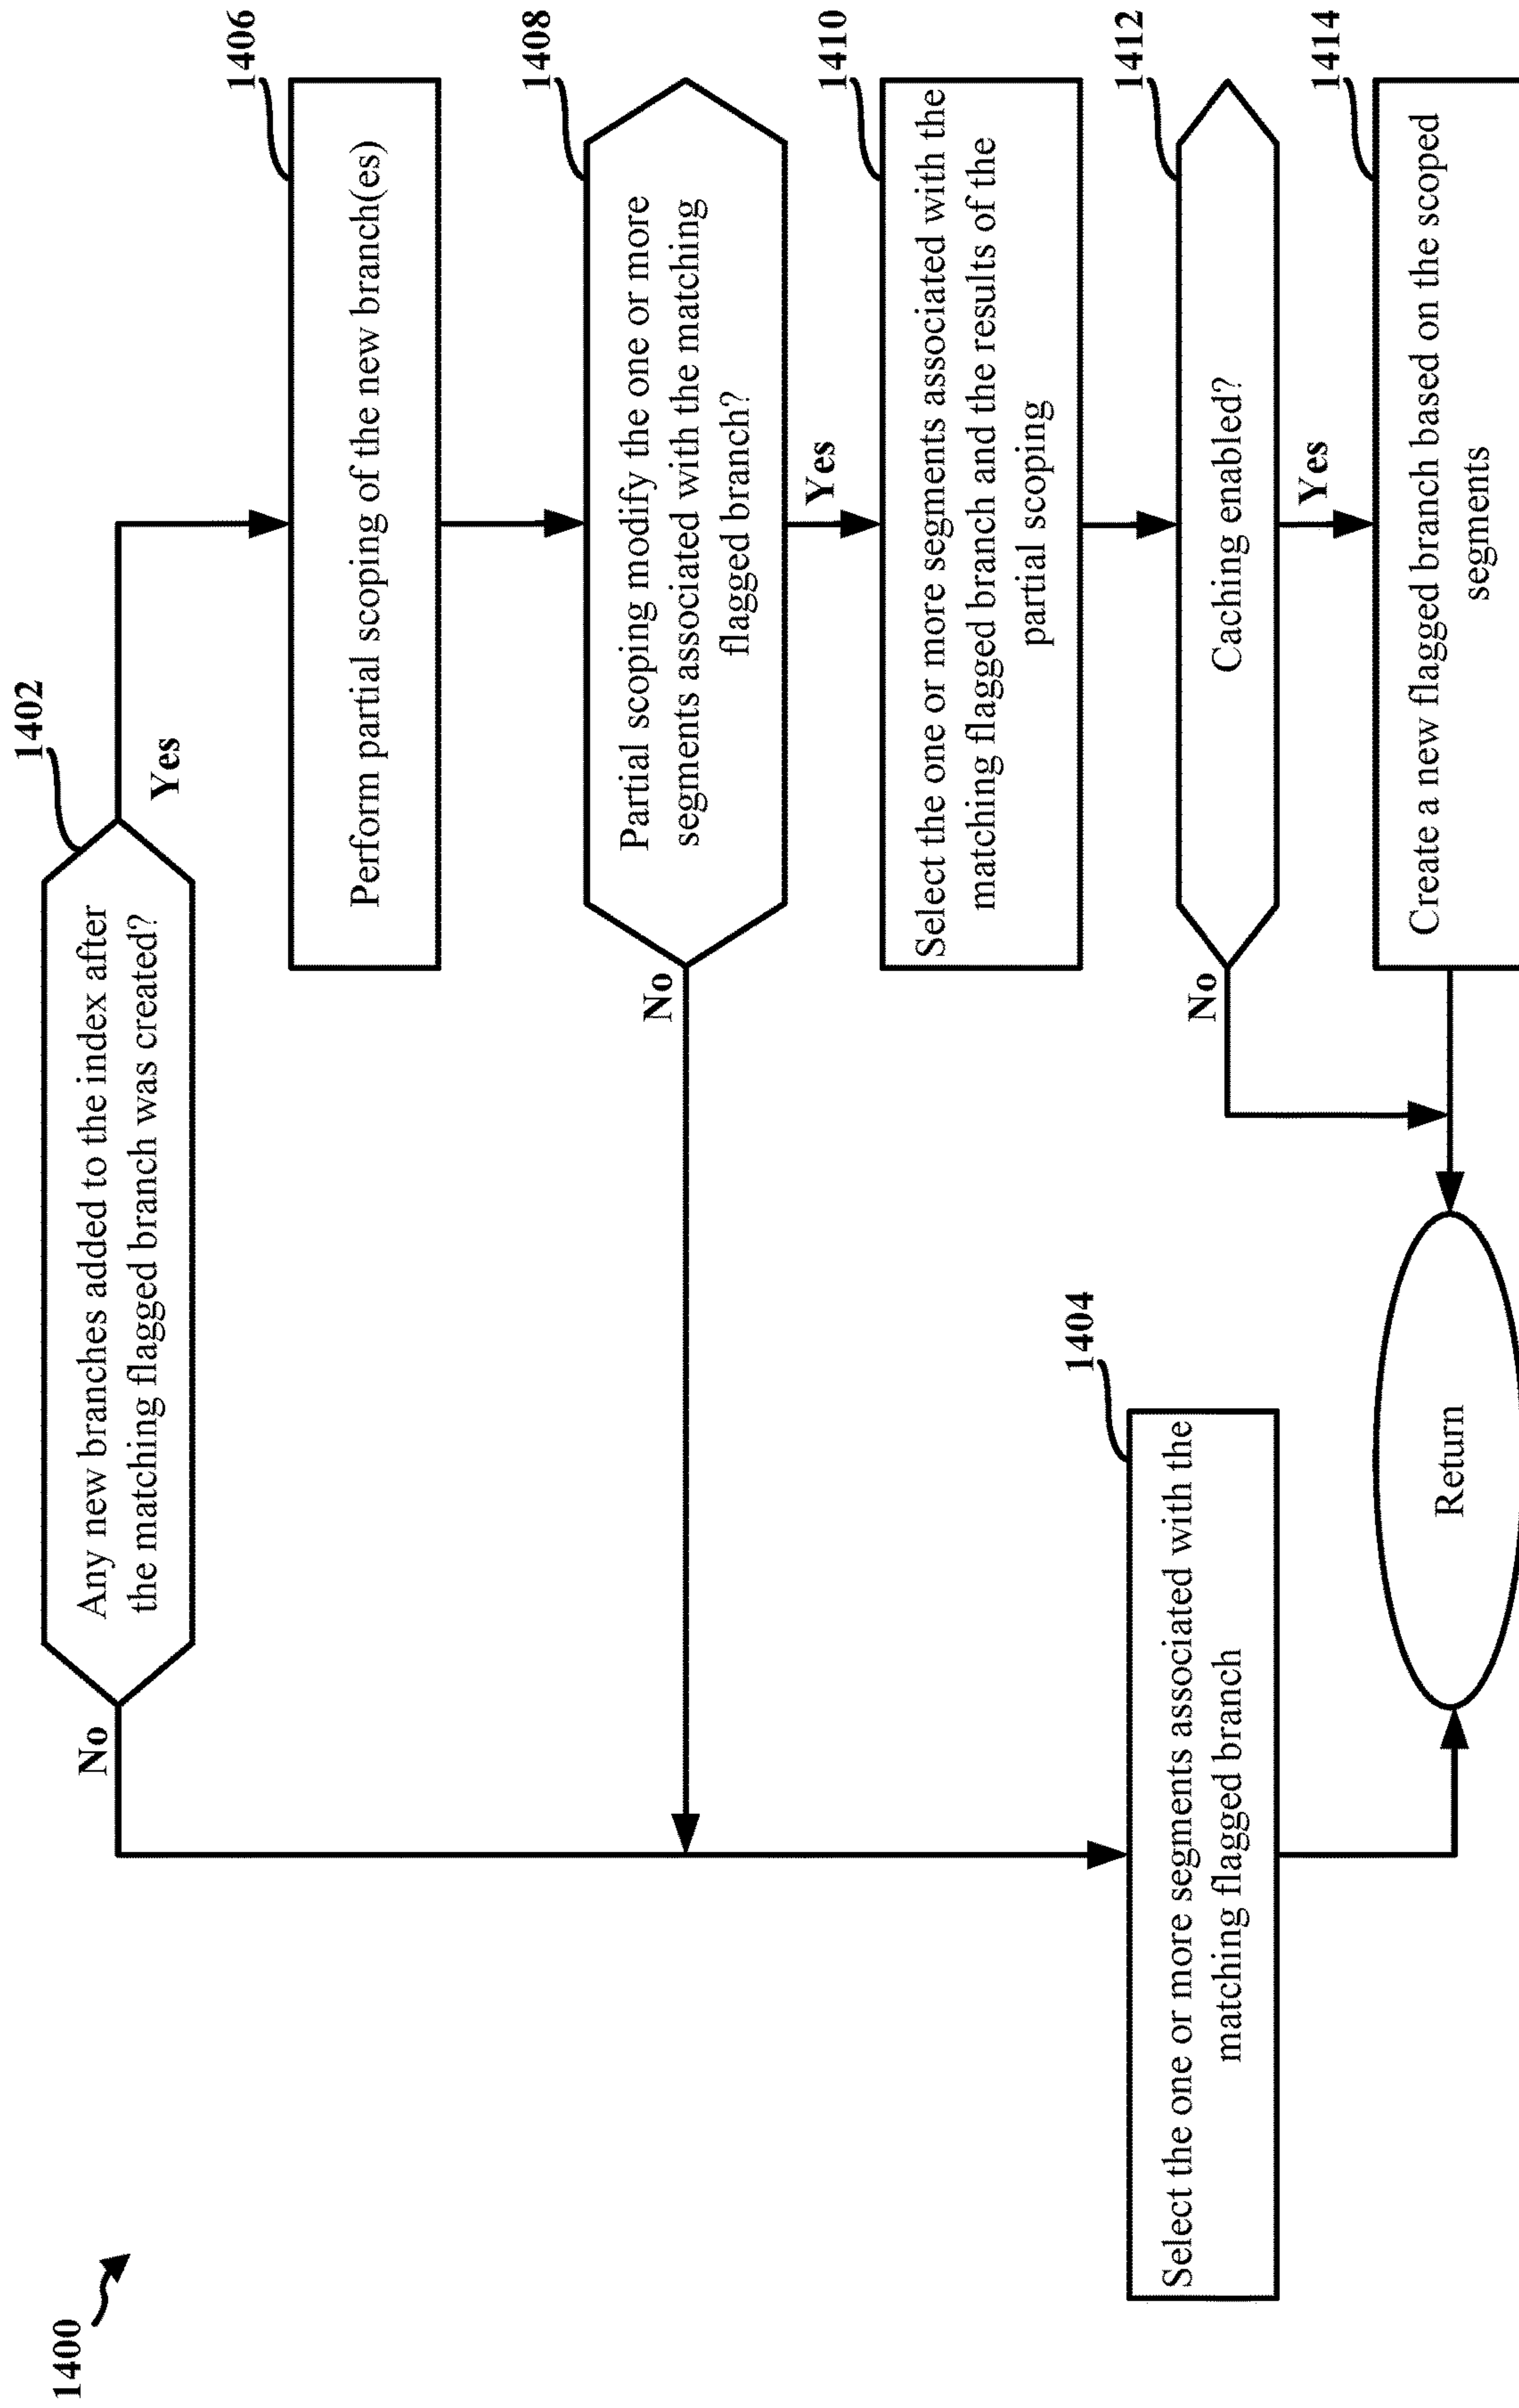 1400
1402
Any new branches added to the index after
the matching flagged branch was created?
No
Yes
1406
Perform partial scoping of the new branch(es)
1408
Partial scoping modify the one or more
segments associated with the matching
flagged branch?
No
Yes
1410
Select the one or more segments associated with the
matching flagged branch and the results of the
partial scoping
1404
Select the one or more segments associated with the
matching flagged branch
1412
Caching enabled?
No
Yes
1414
Create a new flagged branch based on the scoped
segments
Return